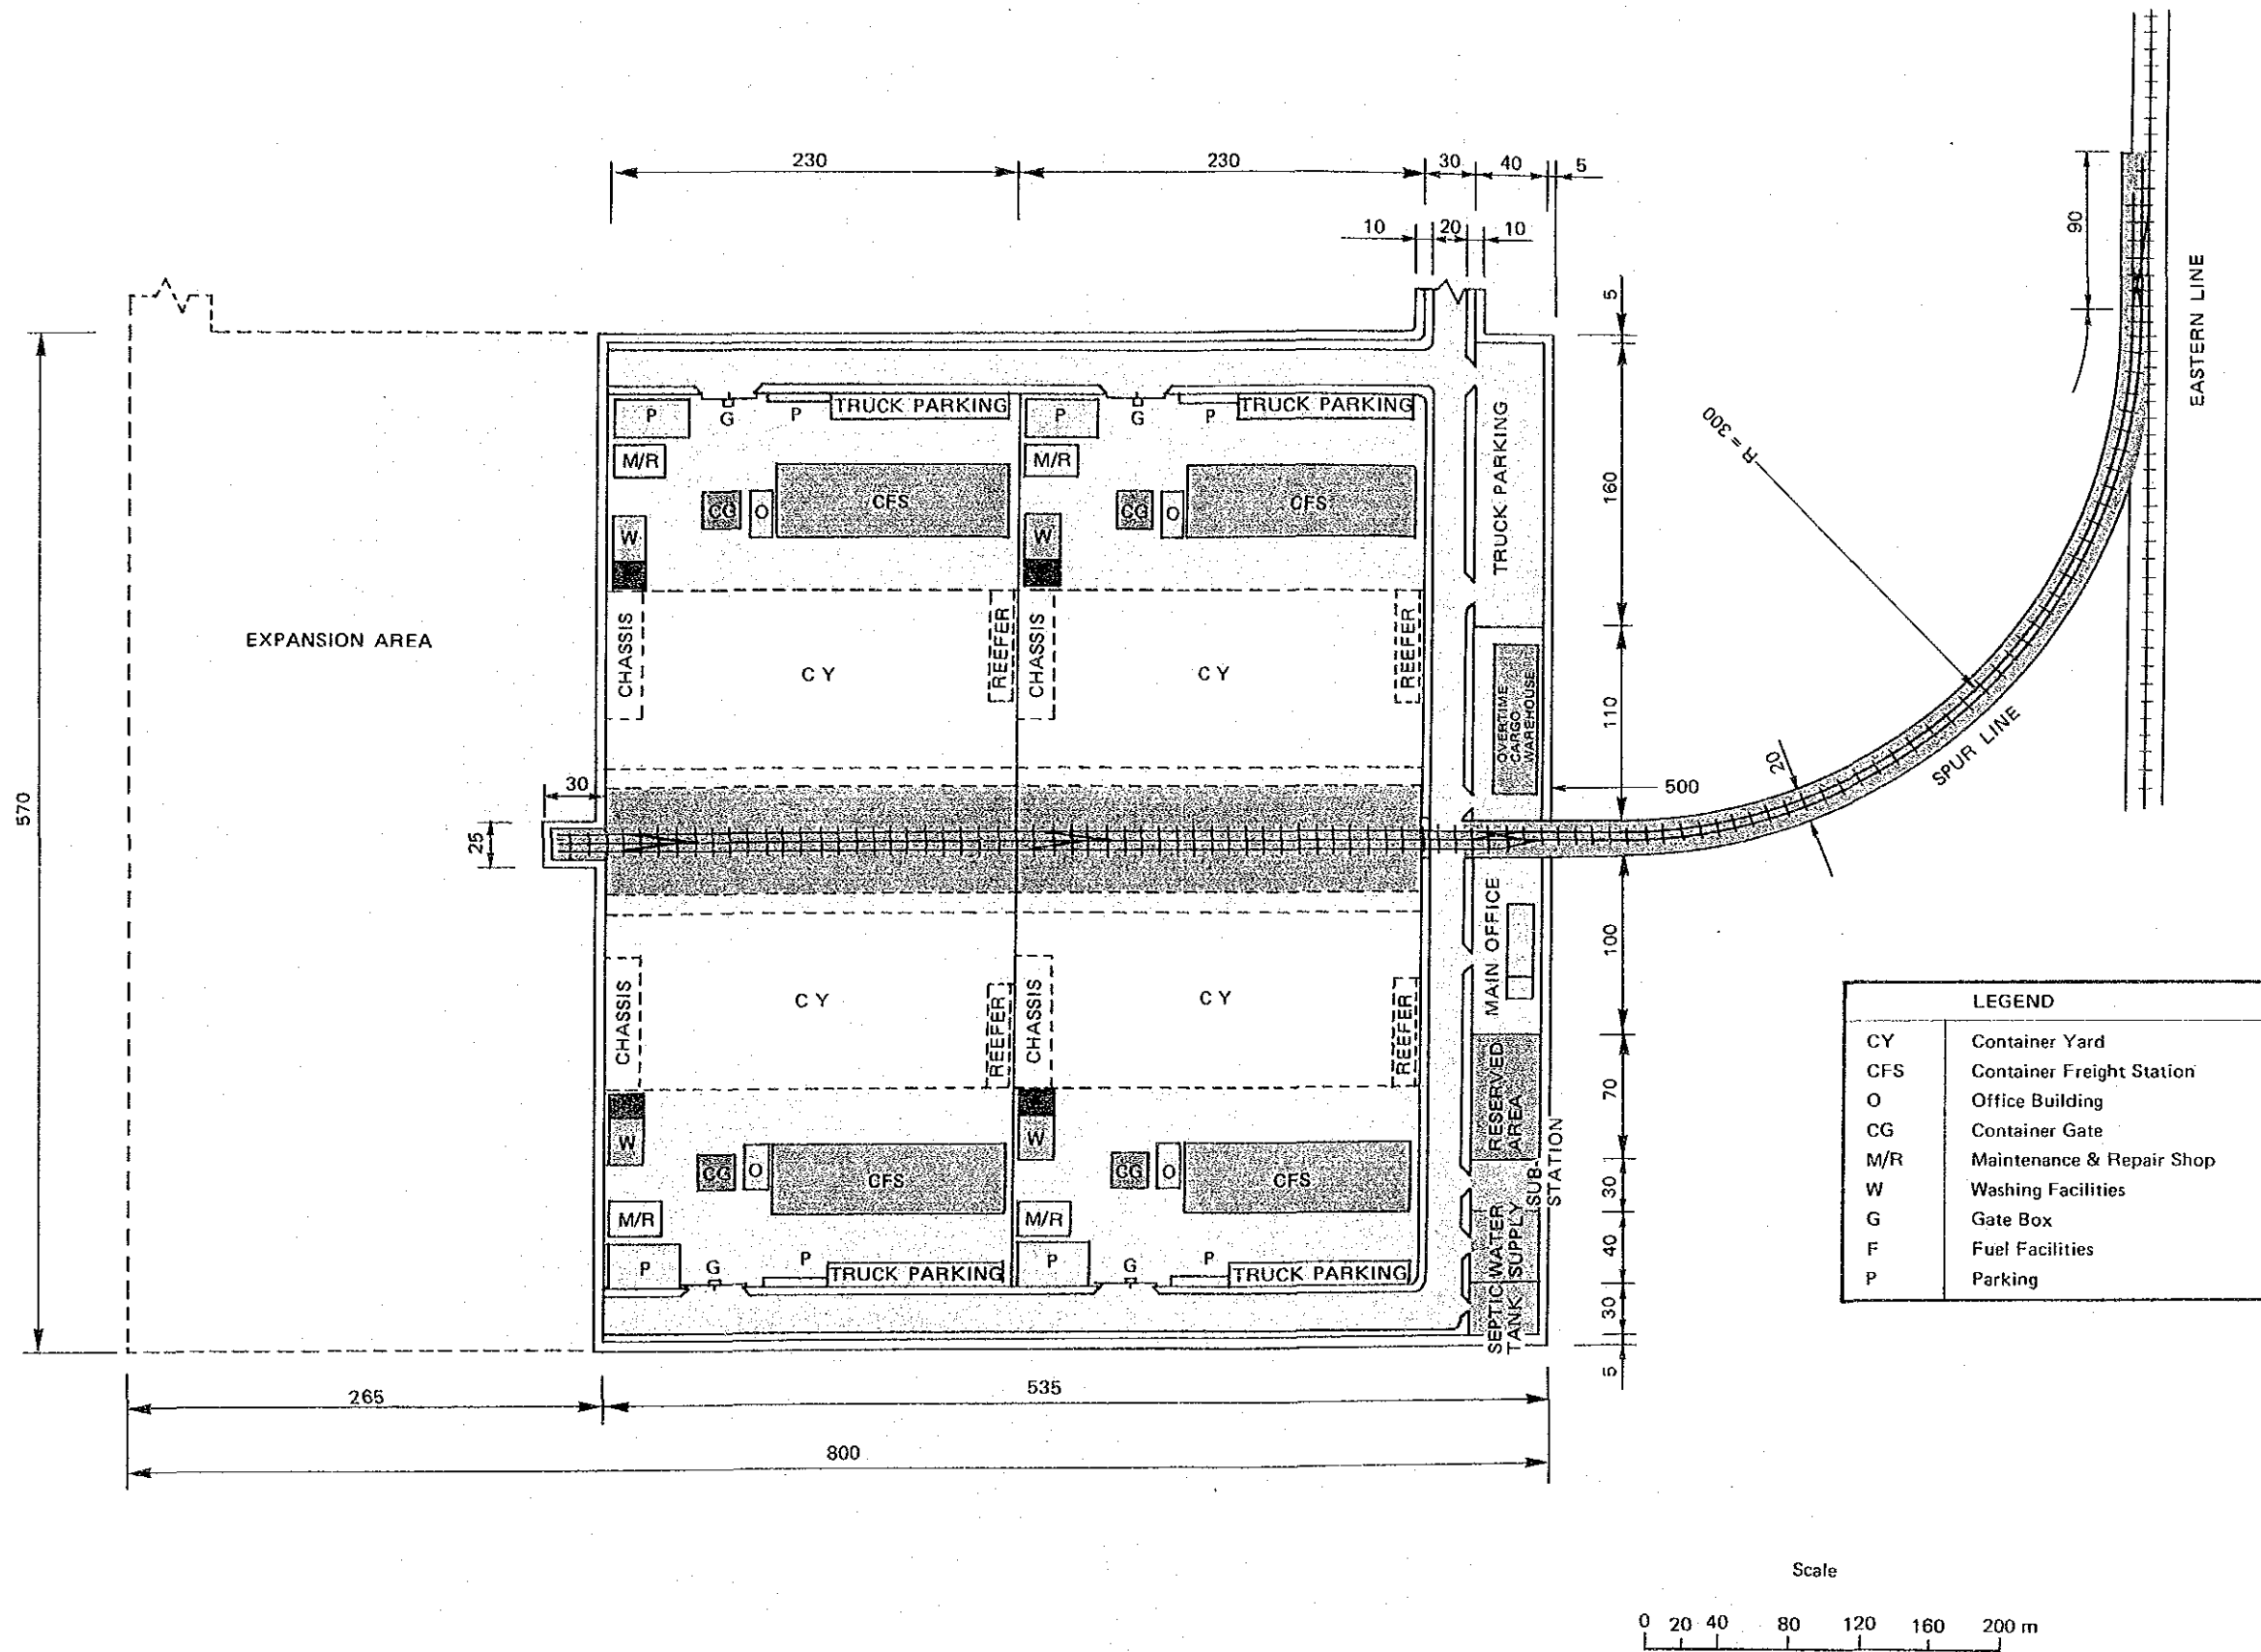 230
230
30
40
5
10
20
10
90
EASTERN LINE
5
P
G
P
TRUCK PARKING
P
G
P
TRUCK PARKING
M/R
M/R
TRUCK PARKING
160
R = 300
CG
O
CFS
CG
O
CFS
W
W
EXPANSION AREA
CHASSIS
CY
REEFER
CHASSIS
CY
REEFER
OVERTIME
CARGO
WAREHOUSE
110
SPUR LINE
20
500
570
30
25
CHASSIS
CY
REEFER
CHASSIS
CY
REEFER
MAIN OFFICE
100
RESERVED
AREA
70
W
W
CG
O
CFS
CG
O
CFS
SUB-
STATION
30
M/R
M/R
WATER
SUPPLY
40
P
G
P
TRUCK PARKING
P
G
P
TRUCK PARKING
SEPTIC
TANK
30
5
265
535
800
LEGEND
CY Container Yard
CFS Container Freight Station
O Office Building
CG Container Gate
M/R Maintenance & Repair Shop
W Washing Facilities
G Gate Box
F Fuel Facilities
P Parking
Scale
0 20 40 80 120 160 200 m